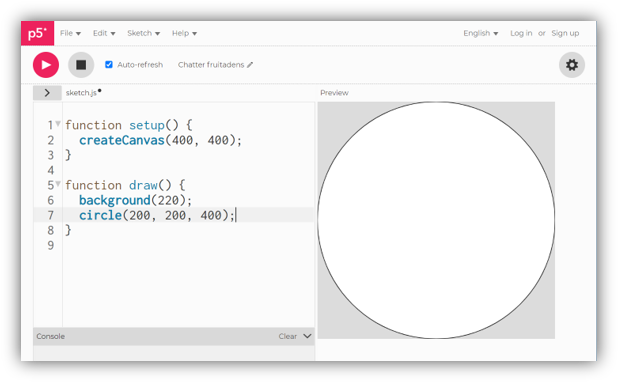 p5* File Edit Sketch Help English Log in or Sign up
Auto-refresh Chatter fruitadens
sketch.js Preview
1 function setup() {
2 createCanvas(400, 400);
3 }
4
5 function draw() {
6 background(220);
7 circle(200, 200, 400);
8 }
9
Console Clear